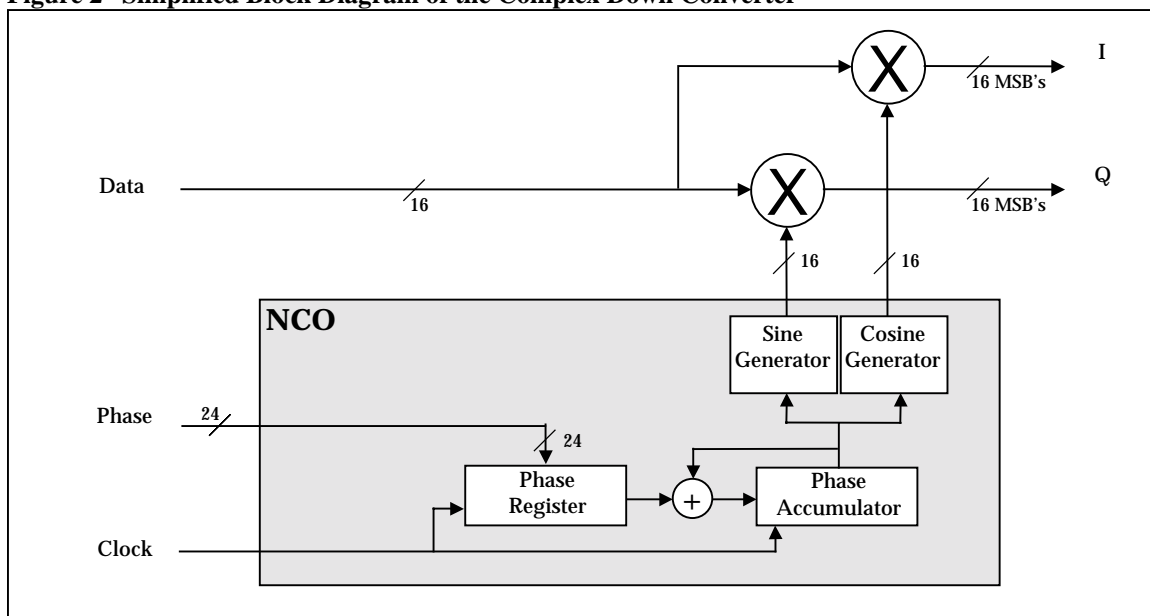 Figure 2 Simplified Block Diagram of the Complex Down Converter
I
16 MSB's
Data
16
Q
16 MSB's
16
16
NCO
Sine
Generator
Cosine
Generator
Phase
24
24
Phase
Register
+
Phase
Accumulator
Clock
X
X